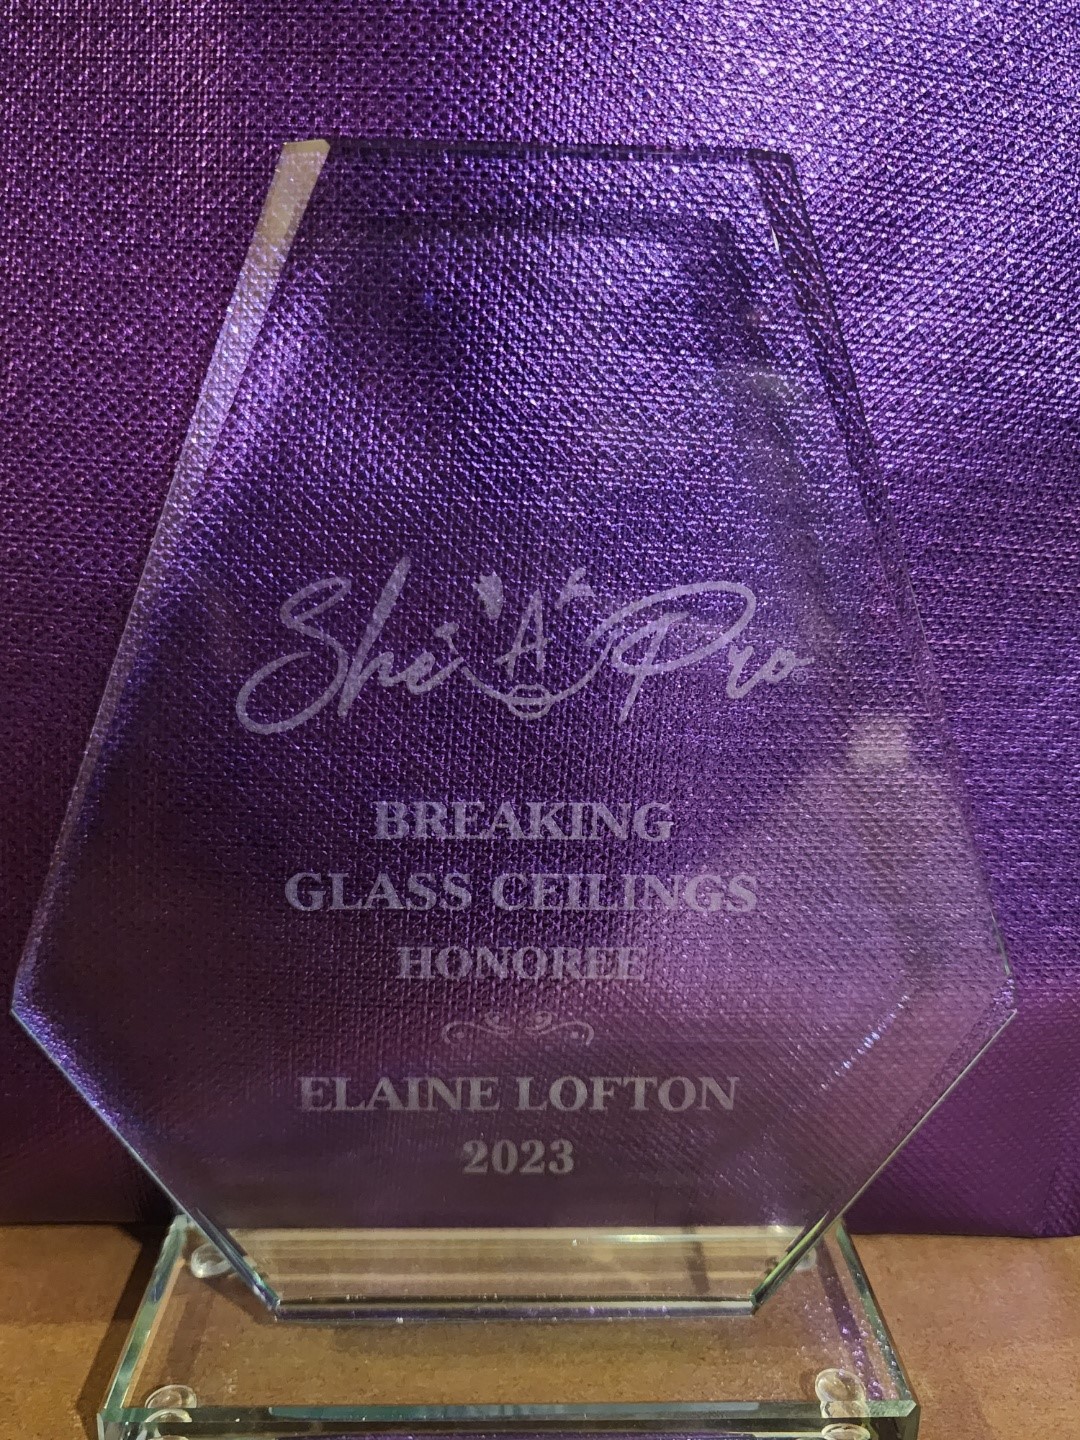 She A Pro
BREAKING
GLASS CEILINGS
HONOREE
ELAINE LOFTON
2023